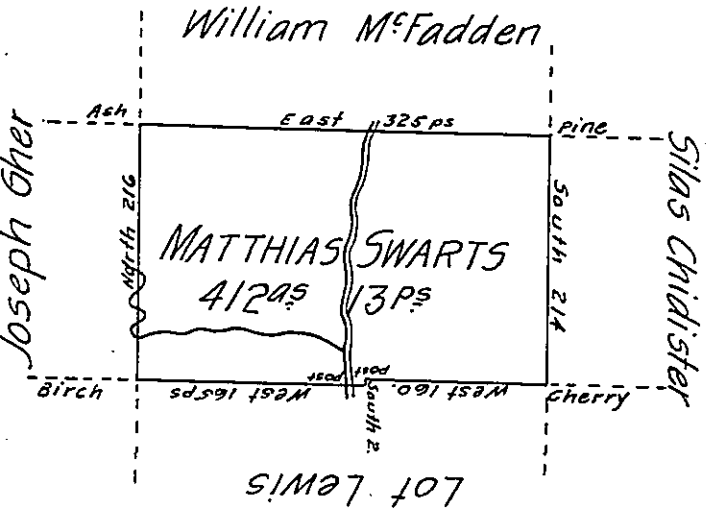 William McFadden
Joseph Gher
Ash
East 325 ps
Pine
Silas Chidister
North 216
MATTHIAS SWARTS
412as 13ps
South 214
Birch
West 165ps
post
post
South 2.
West 160.
Cherry
Lot Lewis